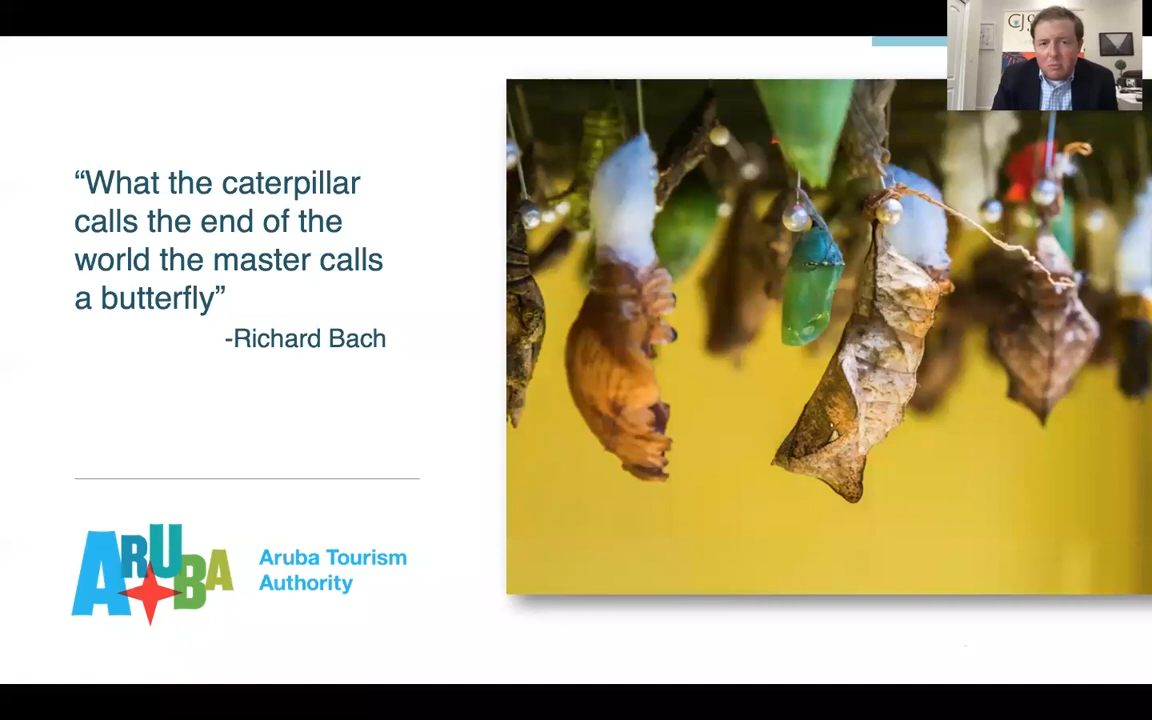 “What the caterpillar
calls the end of the
world the master calls
a butterfly”
-Richard Bach
ARUBA
Aruba Tourism
Authority